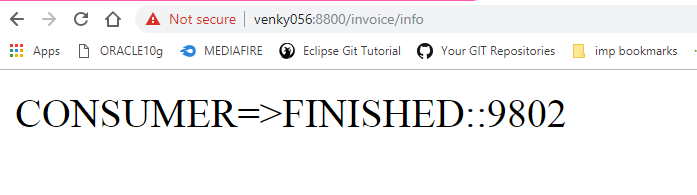 Not secure | venky056:8800/invoice/info
Apps ORACLE10g MEDIAFIRE Eclipse Git Tutorial Your GIT Repositories imp bookmarks
CONSUMER=>FINISHED::9802